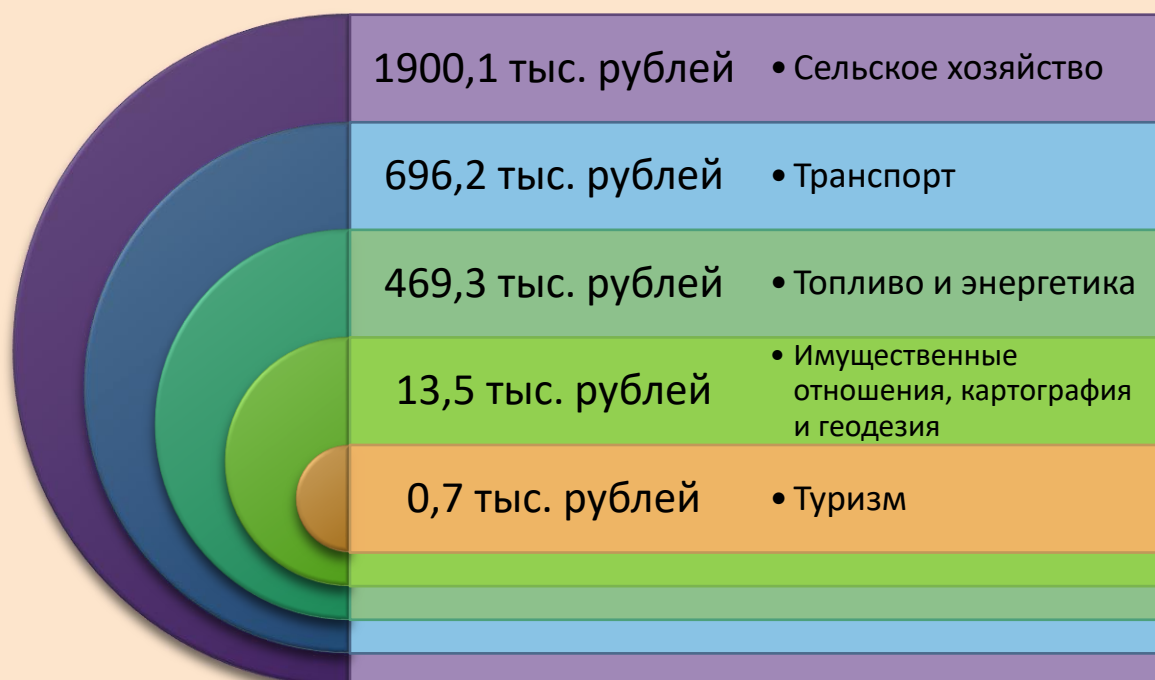 1900,1 тыс. рублей • Сельское хозяйство
696,2 тыс. рублей • Транспорт
469,3 тыс. рублей • Топливо и энергетика
13,5 тыс. рублей • Имущественные
отношения, картография
и геодезия
0,7 тыс. рублей • Туризм